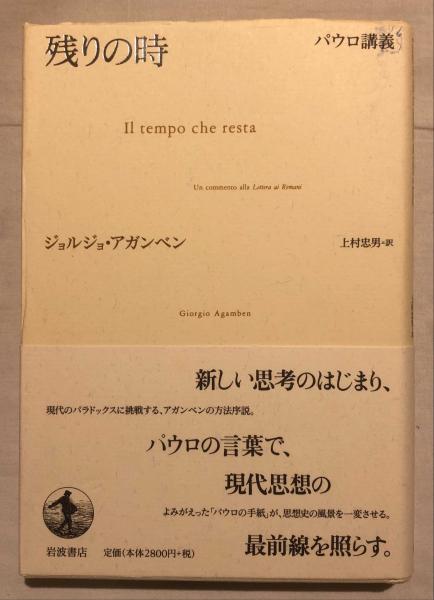 残りの時
パウロ講義
Il tempo che resta
Un commento alla Lettera ai Romani
ジョルジョ・アガンベン
上村忠男=訳
Giorgio Agamben
新しい思考のはじまり、
現代のパラドックスに挑戦する、アガンベンの方法序説。
パウロの言葉で、
現代思想の
よみがえった「パウロの手紙」が、思想史の風景を一変させる。
最前線を照らす。
岩波書店
定価(本体2800円+税)